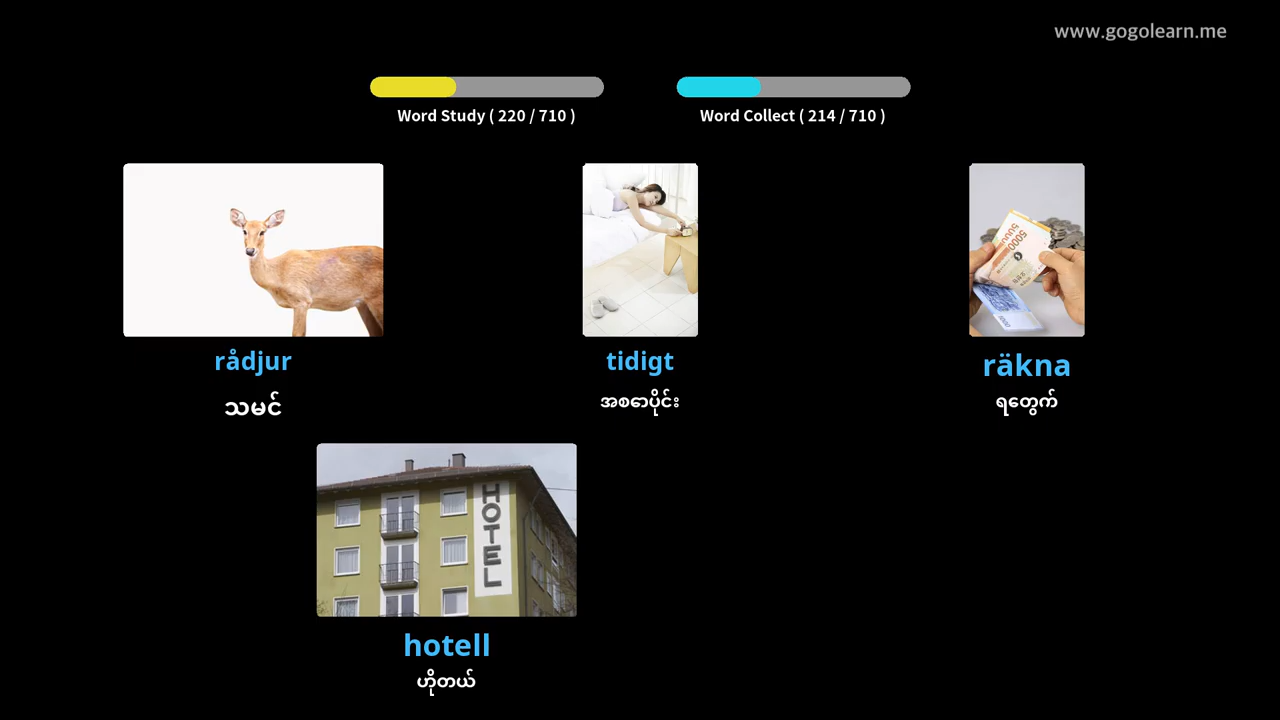 www.gogolearn.me
Word Study ( 220 / 710 )
Word Collect ( 214 / 710 )
rådjur
tidigt
räkna
သမင်
အစောပိုင်း
ရတွေက်
HOTEL
hotell
ဟိုတယ်